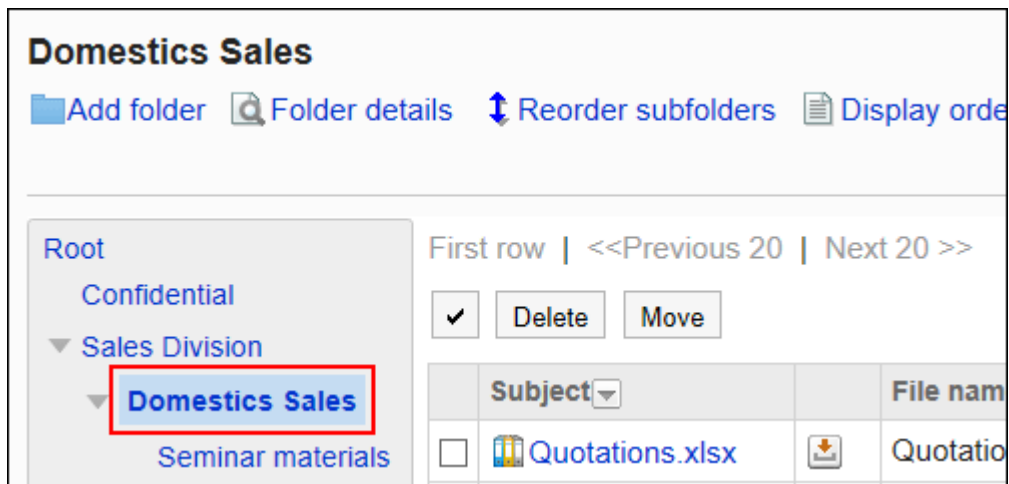 Domestics Sales
Add folder Folder details Reorder subfolders Display orde
Root
Confidential
Sales Division
Domestics Sales
Seminar materials
First row | <<Previous 20 | Next 20 >>
Delete Move
Subject File nam
Quotations.xlsx Quotatio